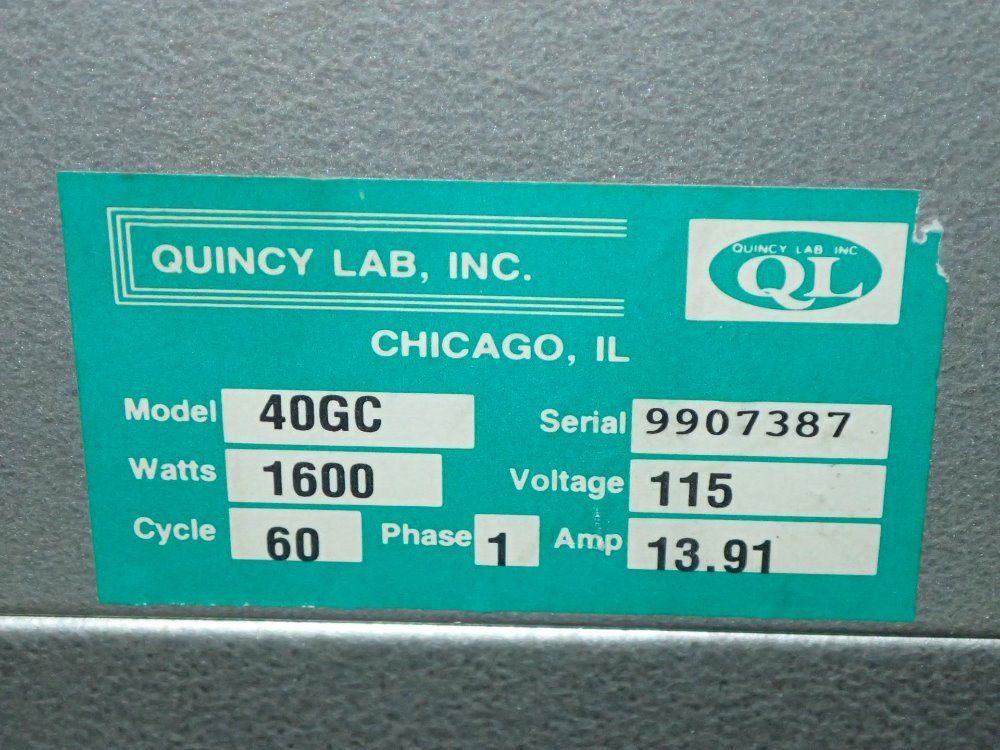 QUINCY LAB, INC.
QUINCY LAB INC
QL
CHICAGO, IL
Model 40GC Serial 9907387
Watts 1600 Voltage 115
Cycle 60 Phase 1 Amp 13.91